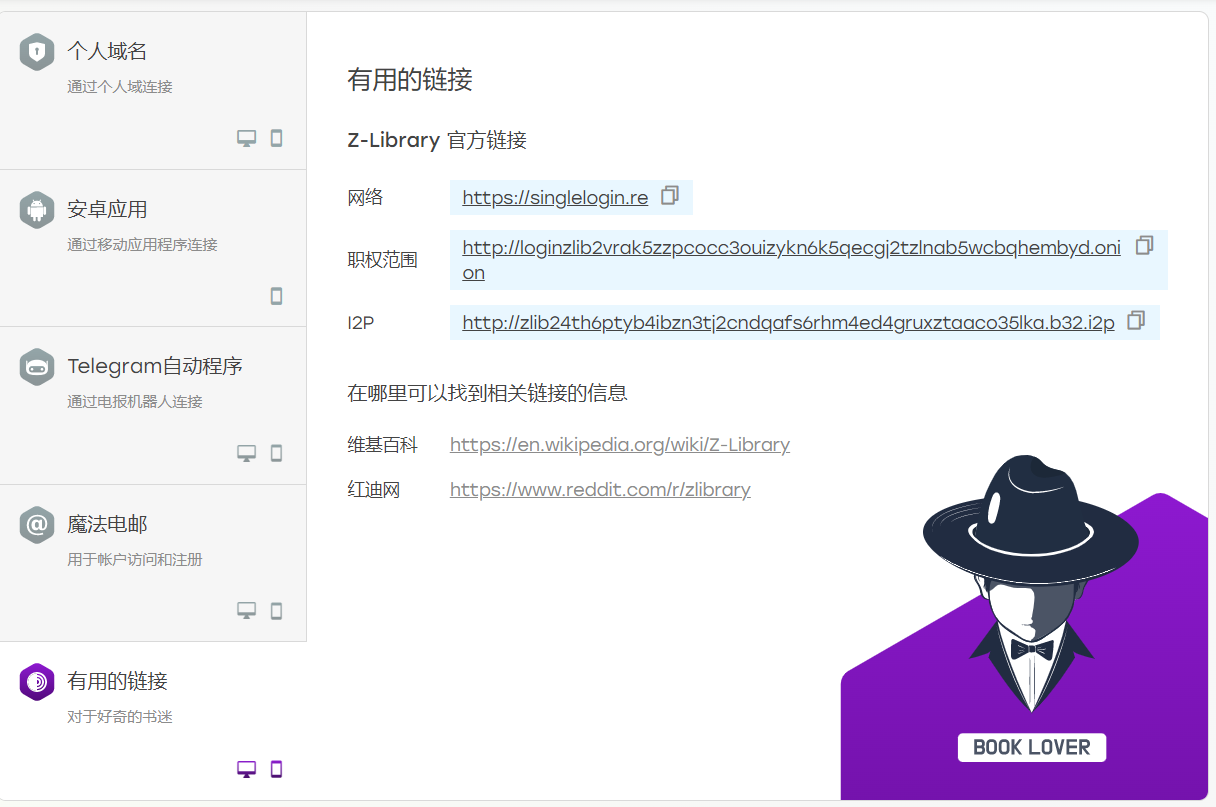 个人域名
通过个人域连接
安卓应用
通过移动应用程序连接
Telegram自动程序
通过电报机器人连接
魔法电邮
用于帐户访问和注册
有用的链接
对于好奇的书迷
有用的链接
Z-Library 官方链接
网络 https://singlelogin.re
职权范围 http://loginzlib2vrak5zzpcocc3ouizykn6k5qecgj2tzlnab5wcbqhembyd.oni
on
I2P http://zlib24th6ptyb4ibzn3tj2cndqafs6rhm4ed4gruxztaaco35lka.b32.i2p
在哪里可以找到相关链接的信息
维基百科 https://en.wikipedia.org/wiki/Z-Library
红迪网 https://www.reddit.com/r/zlibrary
BOOK LOVER